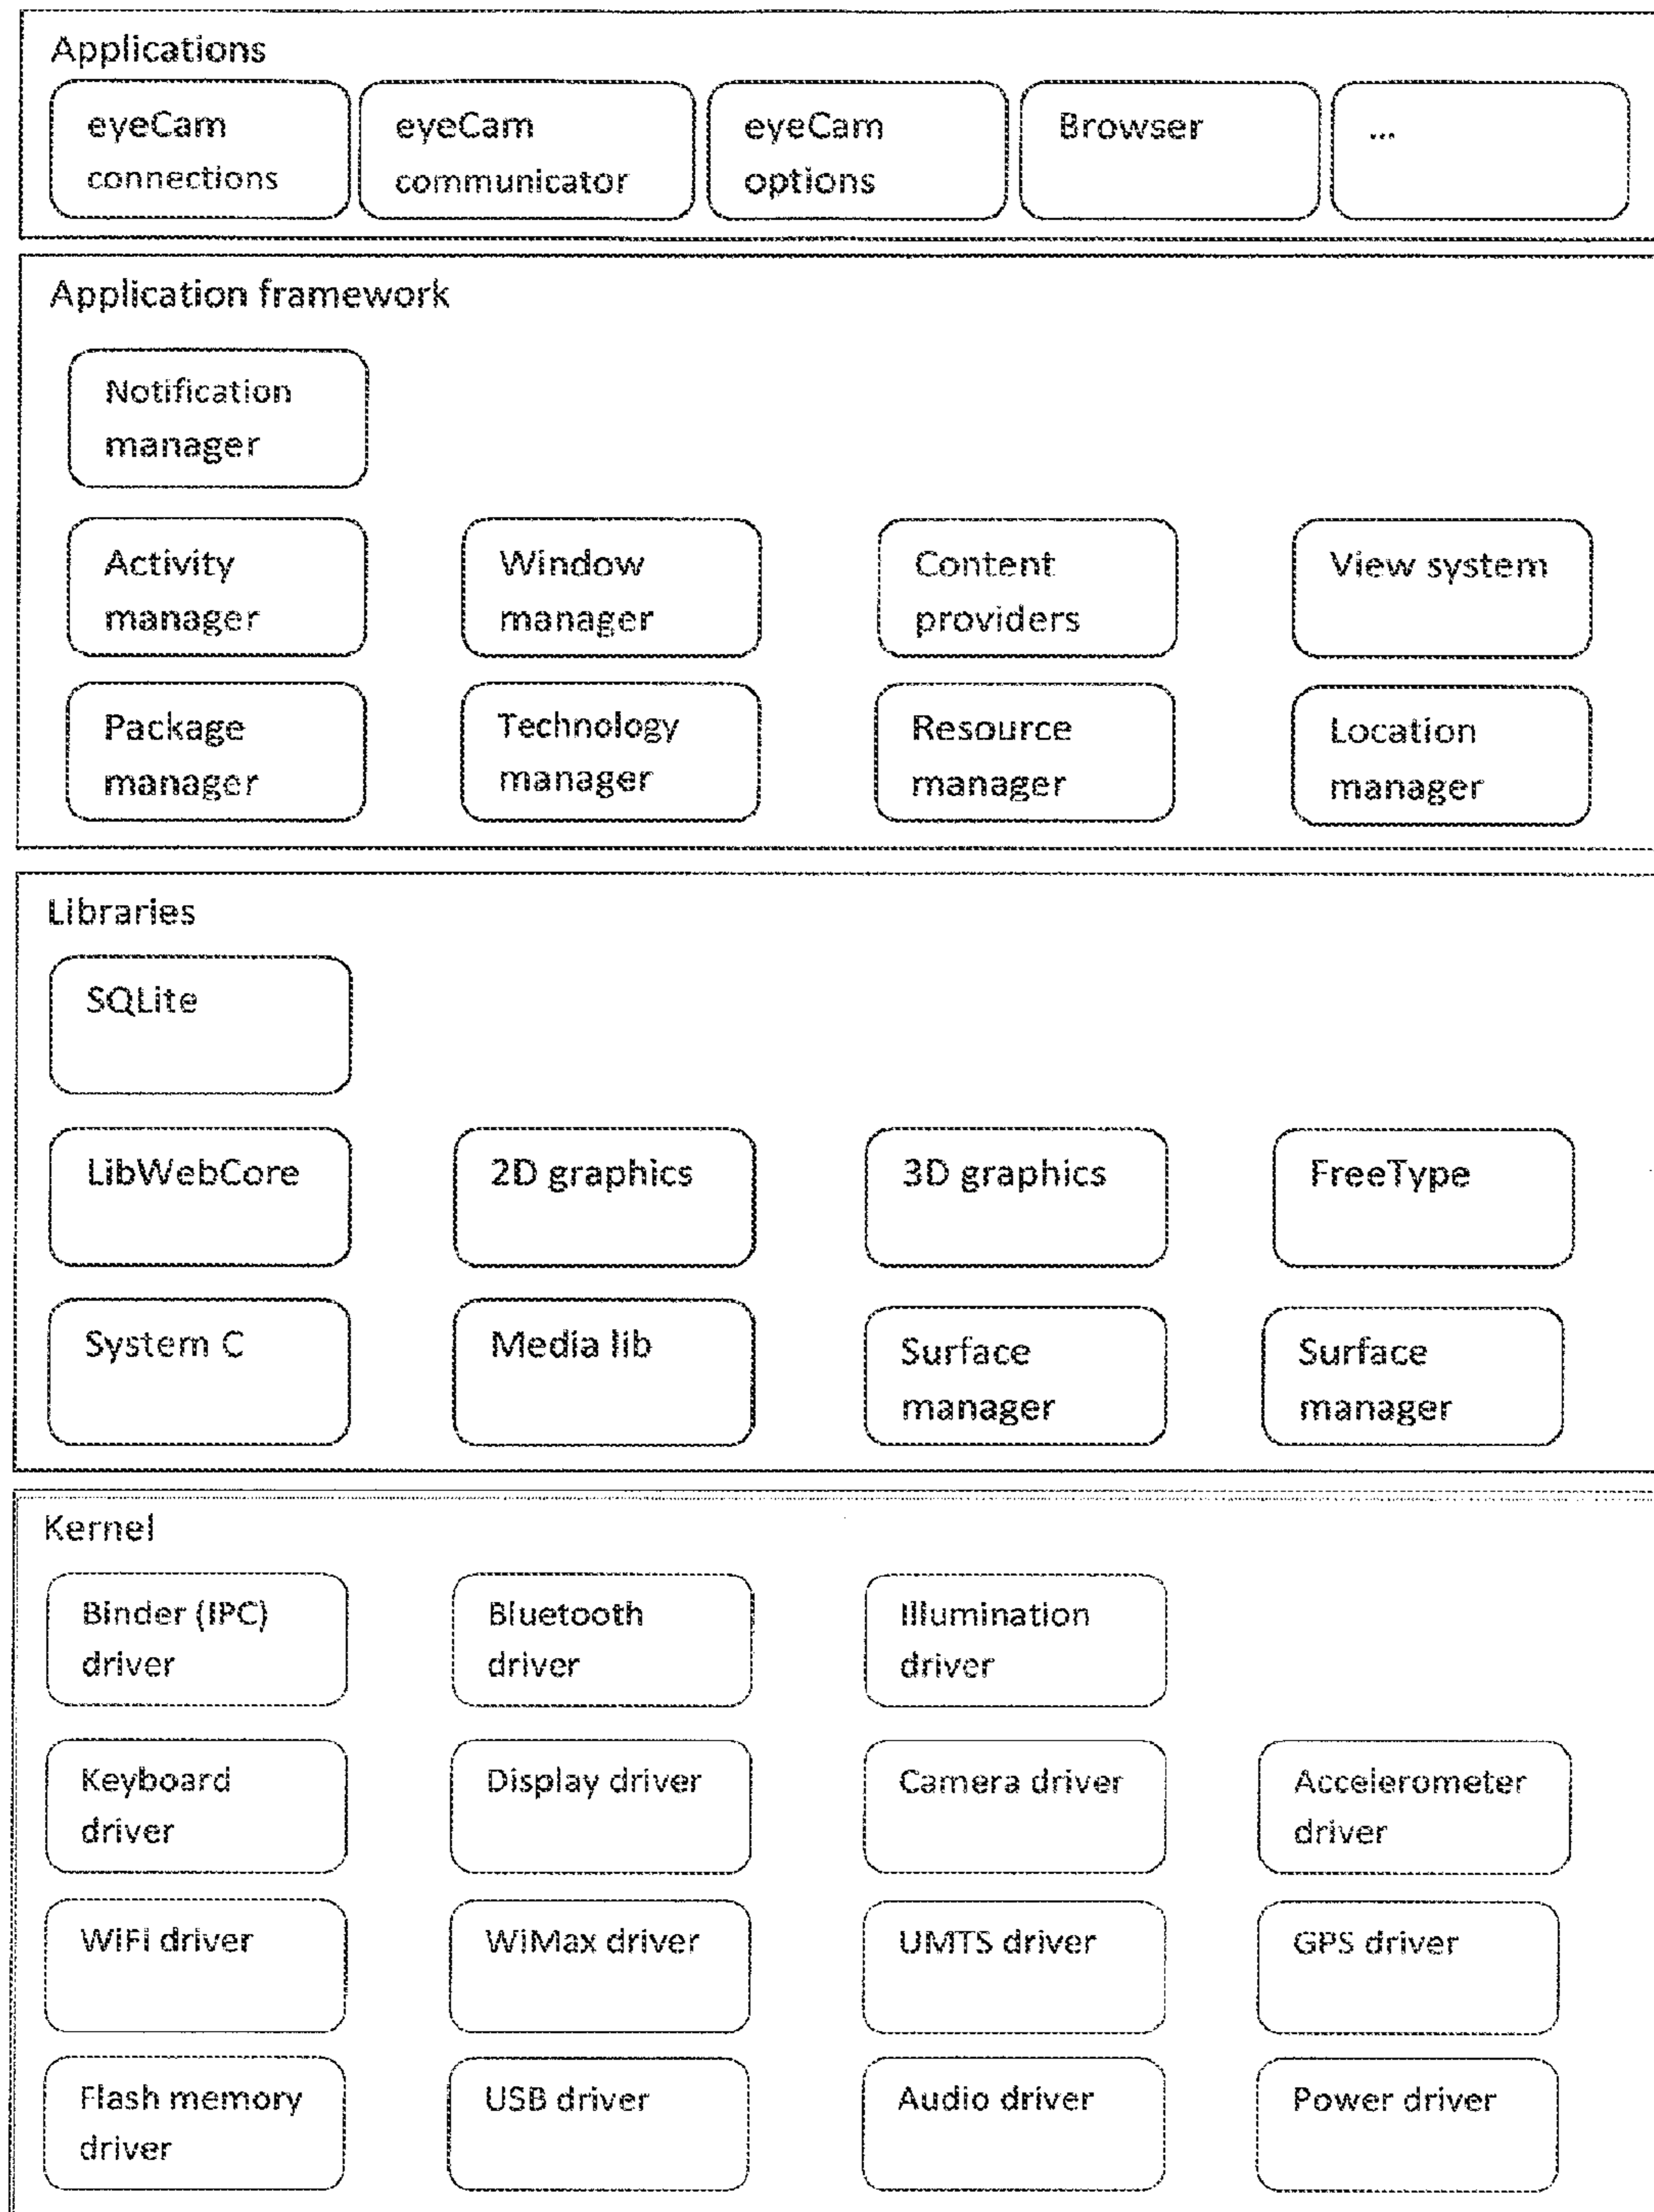 Applications
eyeCam
connections
eyeCam
communicator
eyeCam
options
Browser
...
Application framework
Notification
manager
Activity
manager
Window
manager
Content
providers
View system
Package
manager
Technology
manager
Resource
manager
Location
manager
Libraries
SQLite
LibWebCore
2D graphics
3D graphics
FreeType
System C
Media lib
Surface
manager
Surface
manager
Kernel
Binder (IPC)
driver
Bluetooth
driver
Illumination
driver
Keyboard
driver
Display driver
Camera driver
Accelerometer
driver
WiFi driver
WiMax driver
UMTS driver
GPS driver
Flash memory
driver
USB driver
Audio driver
Power driver